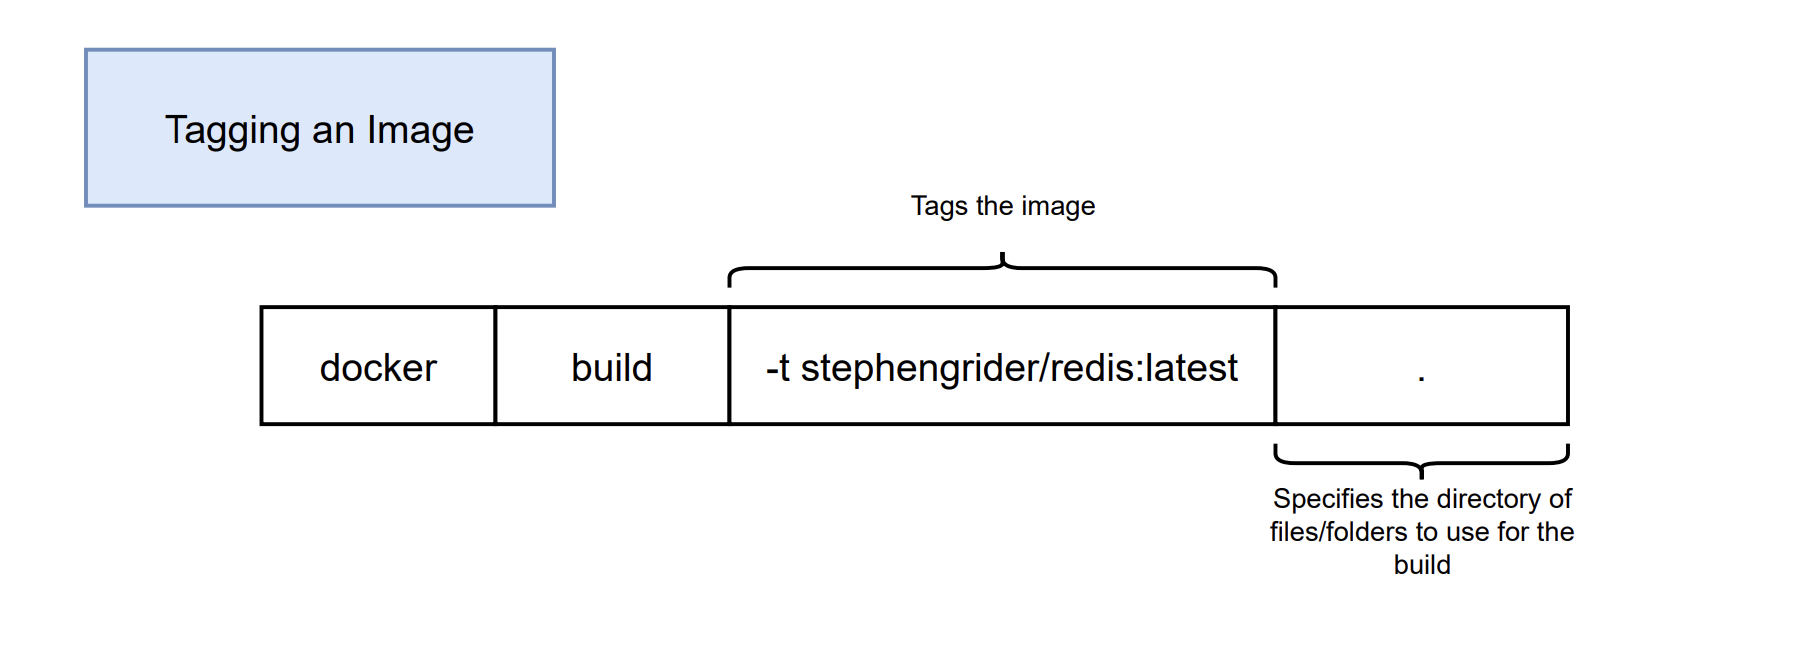 Tagging an Image
Tags the image
docker build -t stephengrider/redis:latest .
Specifies the directory of
files/folders to use for the
build